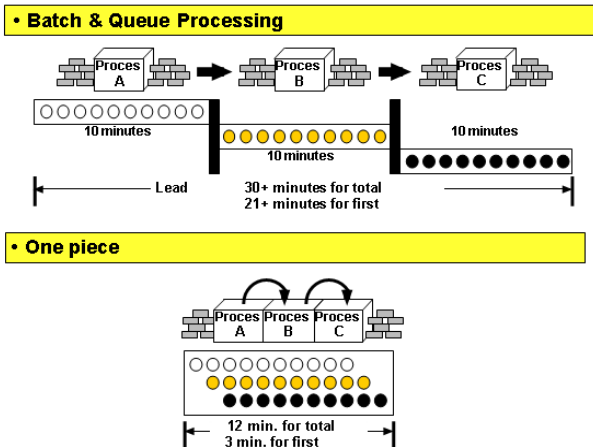 • Batch & Queue Processing
Proces
A
Proces
B
Proces
C
10 minutes
10 minutes
10 minutes
Lead
30+ minutes for total
21+ minutes for first
• One piece
Proces
A
Proces
B
Proces
C
12 min. for total
3 min. for first